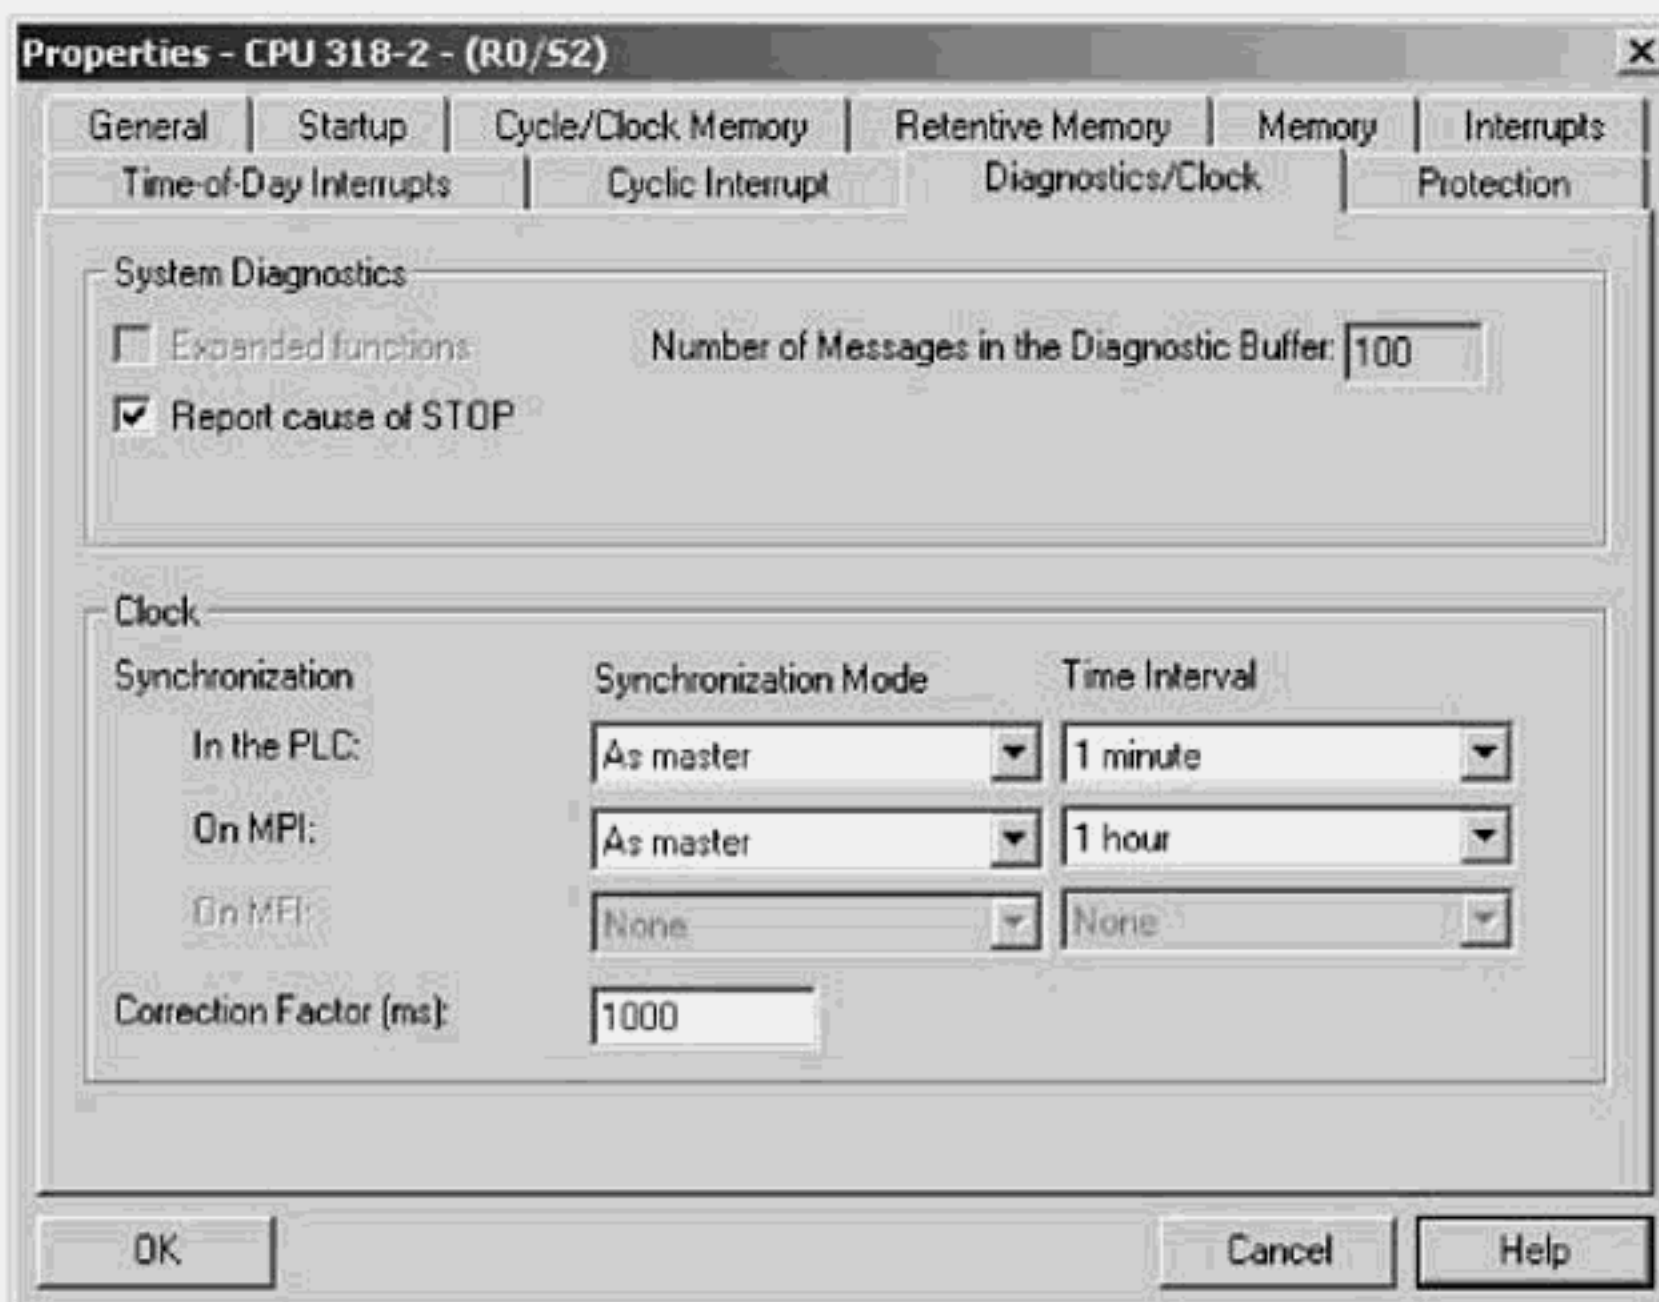 Properties - CPU 318-2 - (R0/S2)
General Startup Cycle/Clock Memory Retentive Memory Memory Interrupts
Time-of-Day Interrupts Cyclic Interrupt Diagnostics/Clock Protection
System Diagnostics
Expanded functions Number of Messages in the Diagnostic Buffer: 100
Report cause of STOP
Clock
Synchronization Synchronization Mode Time Interval
In the PLC: As master 1 minute
On MPI: As master 1 hour
On MFI: None None
Correction Factor (ms): 1000
OK Cancel Help